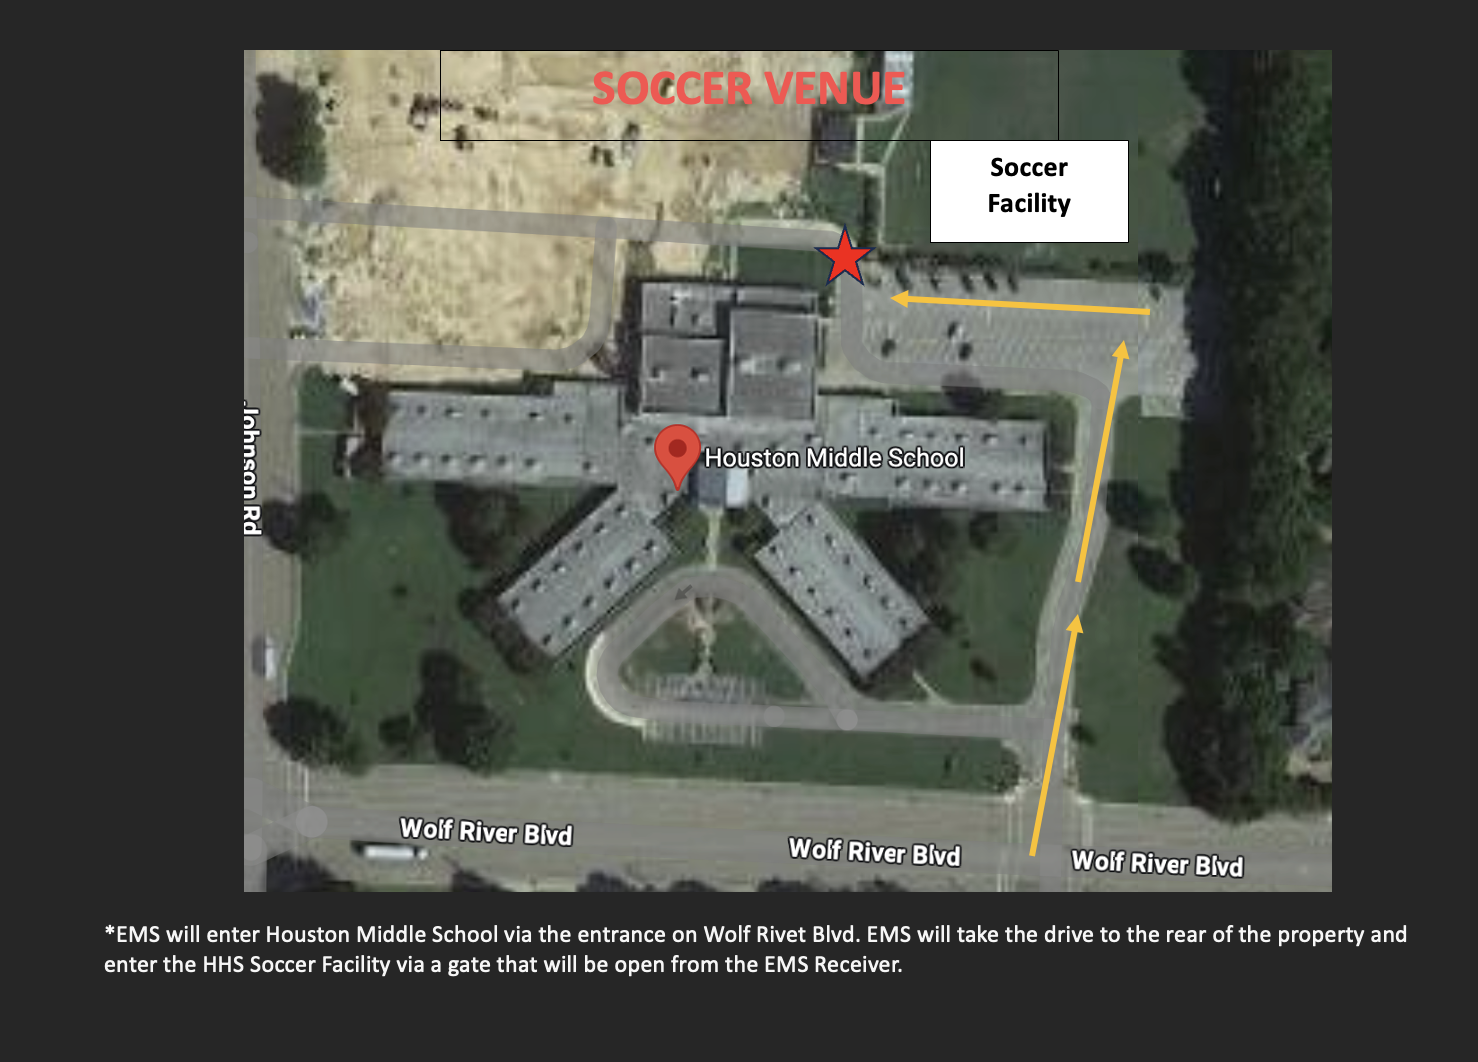 SOCCER VENUE
Soccer
Facility
Johnson Rd
Houston Middle School
Wolf River Blvd
Wolf River Blvd
Wolf River Blvd
*EMS will enter Houston Middle School via the entrance on Wolf Rivet Blvd. EMS will take the drive to the rear of the property and
enter the HHS Soccer Facility via a gate that will be open from the EMS Receiver.